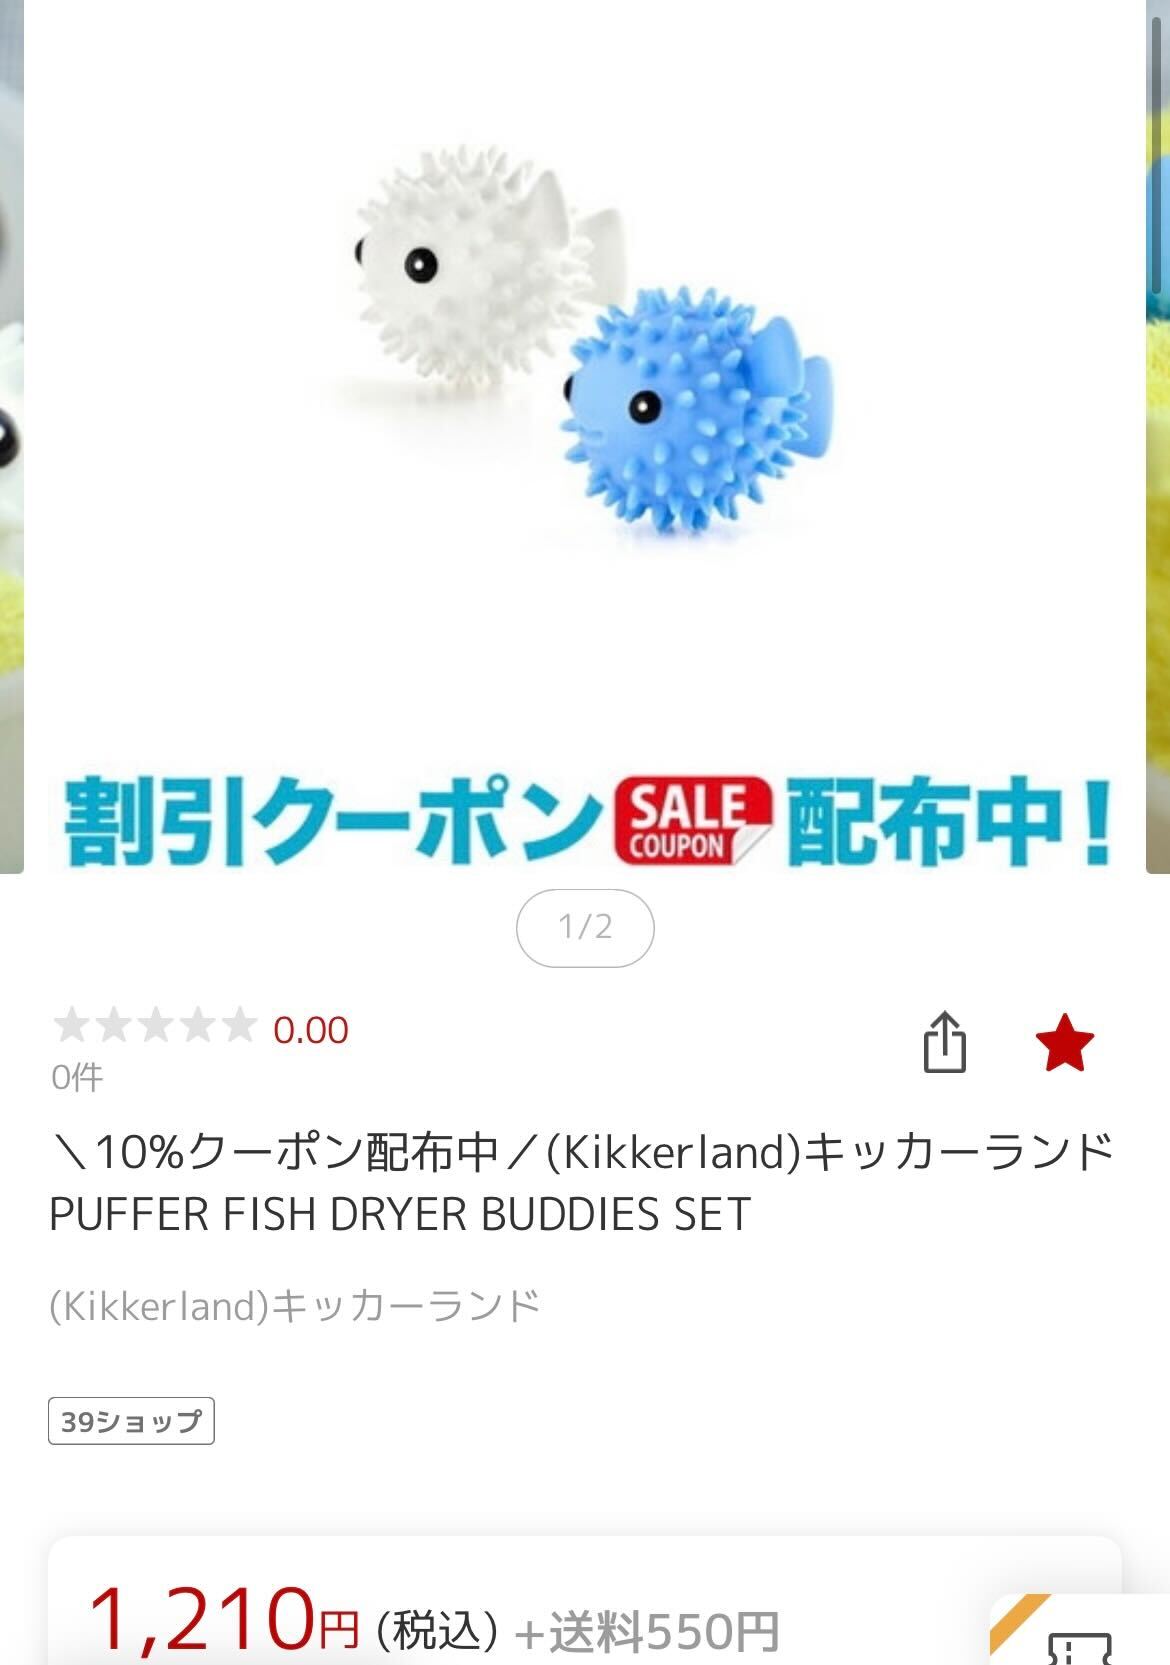 割引クーポン SALE COUPON 配布中!
1/2
0.00
0件
＼10%クーポン配布中／(Kikkerland)キッカーランド
PUFFER FISH DRYER BUDDIES SET
(Kikkerland)キッカーランド
39ショップ
1,210円 (税込) +送料550円